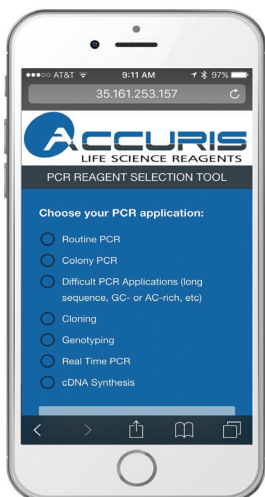 ●●●○○ AT&T 9:11 AM 97%
35.161.253.157
ACCURIS
LIFE SCIENCE REAGENTS
PCR REAGENT SELECTION TOOL
Choose your PCR application:
Routine PCR
Colony PCR
Difficult PCR Applications (long
sequence, GC- or AC-rich, etc)
Cloning
Genotyping
Real Time PCR
cDNA Synthesis